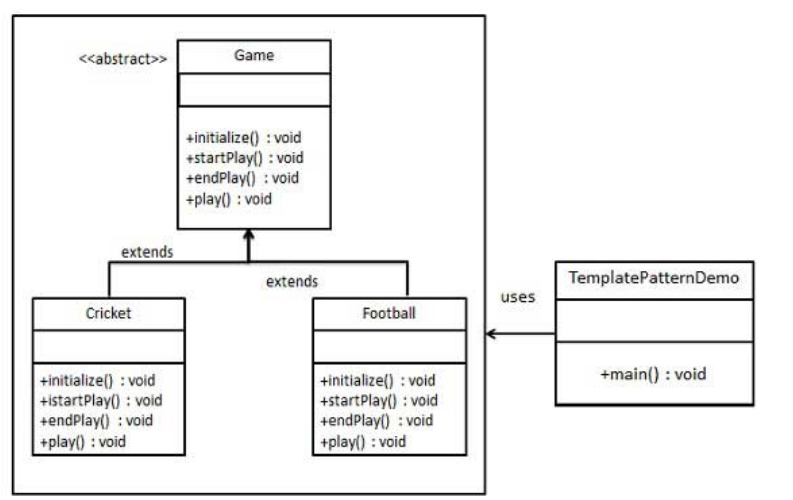 <<abstract>>
Game
+initialize() : void
+startPlay() : void
+endPlay() : void
+play() : void
extends
extends
Cricket
+initialize() : void
+istartPlay() : void
+endPlay() : void
+play() : void
Football
+initialize() : void
+startPlay() : void
+endPlay() : void
+play() : void
uses
TemplatePatternDemo
+main() : void